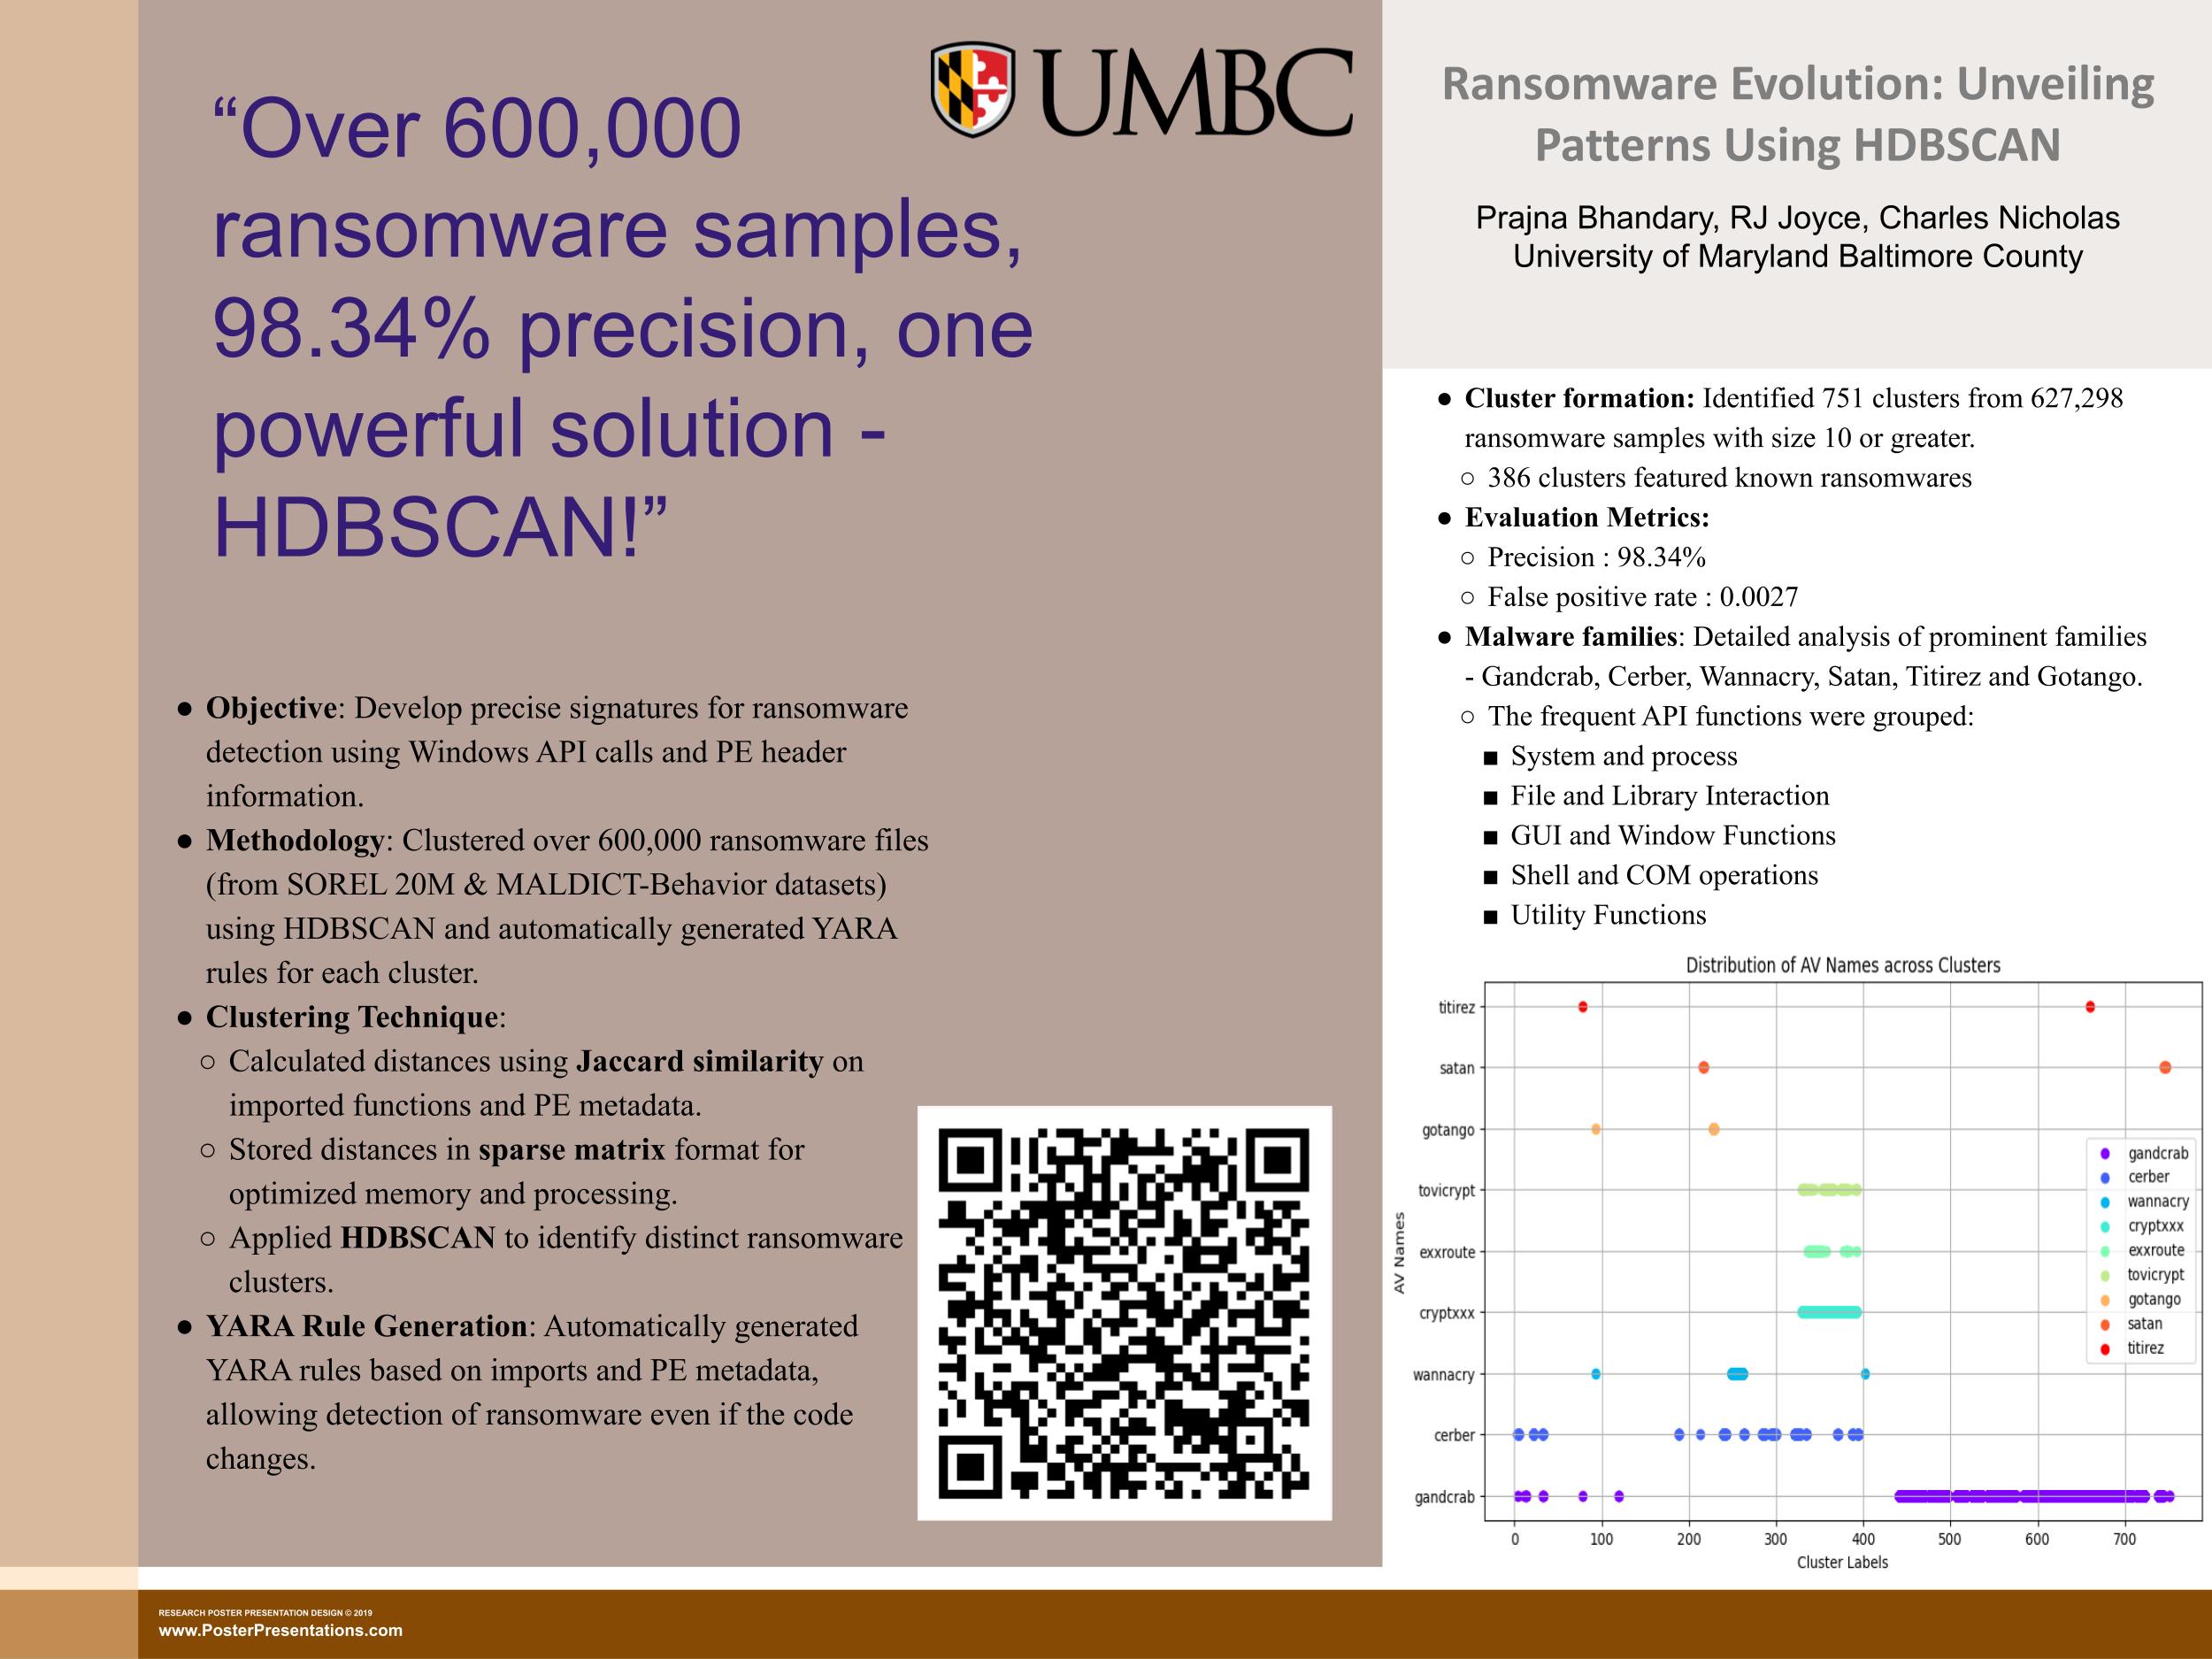 “Over 600,000
ransomware samples,
98.34% precision, one
powerful solution -
HDBSCAN!”
UMBC
● Objective: Develop precise signatures for ransomware
detection using Windows API calls and PE header
information.
● Methodology: Clustered over 600,000 ransomware files
(from SOREL 20M & MALDICT-Behavior datasets)
using HDBSCAN and automatically generated YARA
rules for each cluster.
● Clustering Technique:
○ Calculated distances using Jaccard similarity on
imported functions and PE metadata.
○ Stored distances in sparse matrix format for
optimized memory and processing.
○ Applied HDBSCAN to identify distinct ransomware
clusters.
● YARA Rule Generation: Automatically generated
YARA rules based on imports and PE metadata,
allowing detection of ransomware even if the code
changes.
Ransomware Evolution: Unveiling
Patterns Using HDBSCAN
Prajna Bhandary, RJ Joyce, Charles Nicholas
University of Maryland Baltimore County
● Cluster formation: Identified 751 clusters from 627,298
ransomware samples with size 10 or greater.
○ 386 clusters featured known ransomwares
● Evaluation Metrics:
○ Precision : 98.34%
○ False positive rate : 0.0027
● Malware families: Detailed analysis of prominent families
- Gandcrab, Cerber, Wannacry, Satan, Titirez and Gotango.
○ The frequent API functions were grouped:
■ System and process
■ File and Library Interaction
■ GUI and Window Functions
■ Shell and COM operations
■ Utility Functions
Distribution of AV Names across Clusters
AV Names
titirez
satan
gotango
tovicrypt
exxroute
cryptxxx
wannacry
cerber
gandcrab
gandcrab
cerber
wannacry
cryptxxx
exxroute
tovicrypt
gotango
satan
titirez
0 100 200 300 400 500 600 700
Cluster Labels
RESEARCH POSTER PRESENTATION DESIGN © 2019
www.PosterPresentations.com